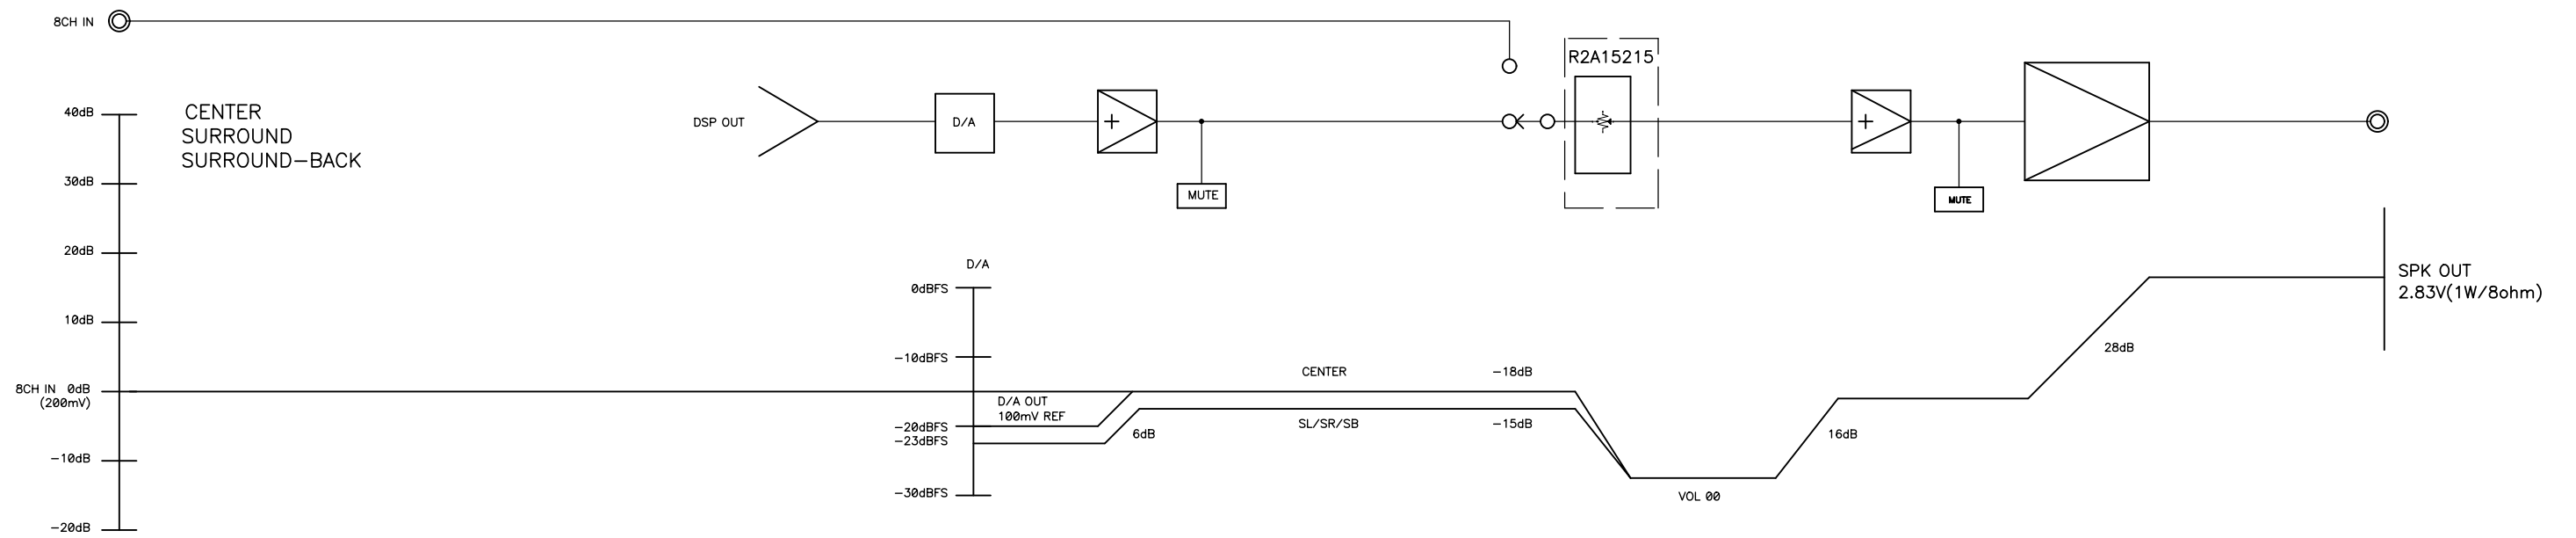 8CH IN
R2A15215
40dB
CENTER
SURROUND
SURROUND-BACK
DSP OUT
D/A
+
+
30dB
MUTE
MUTE
20dB
D/A
SPK OUT
2.83V(1W/8ohm)
0dBFS
10dB
28dB
-10dBFS
CENTER
-18dB
8CH IN 0dB
(200mV)
D/A OUT
100mV REF
-20dBFS
-23dBFS
6dB
SL/SR/SB
-15dB
16dB
-10dB
-30dBFS
VOL 00
-20dB